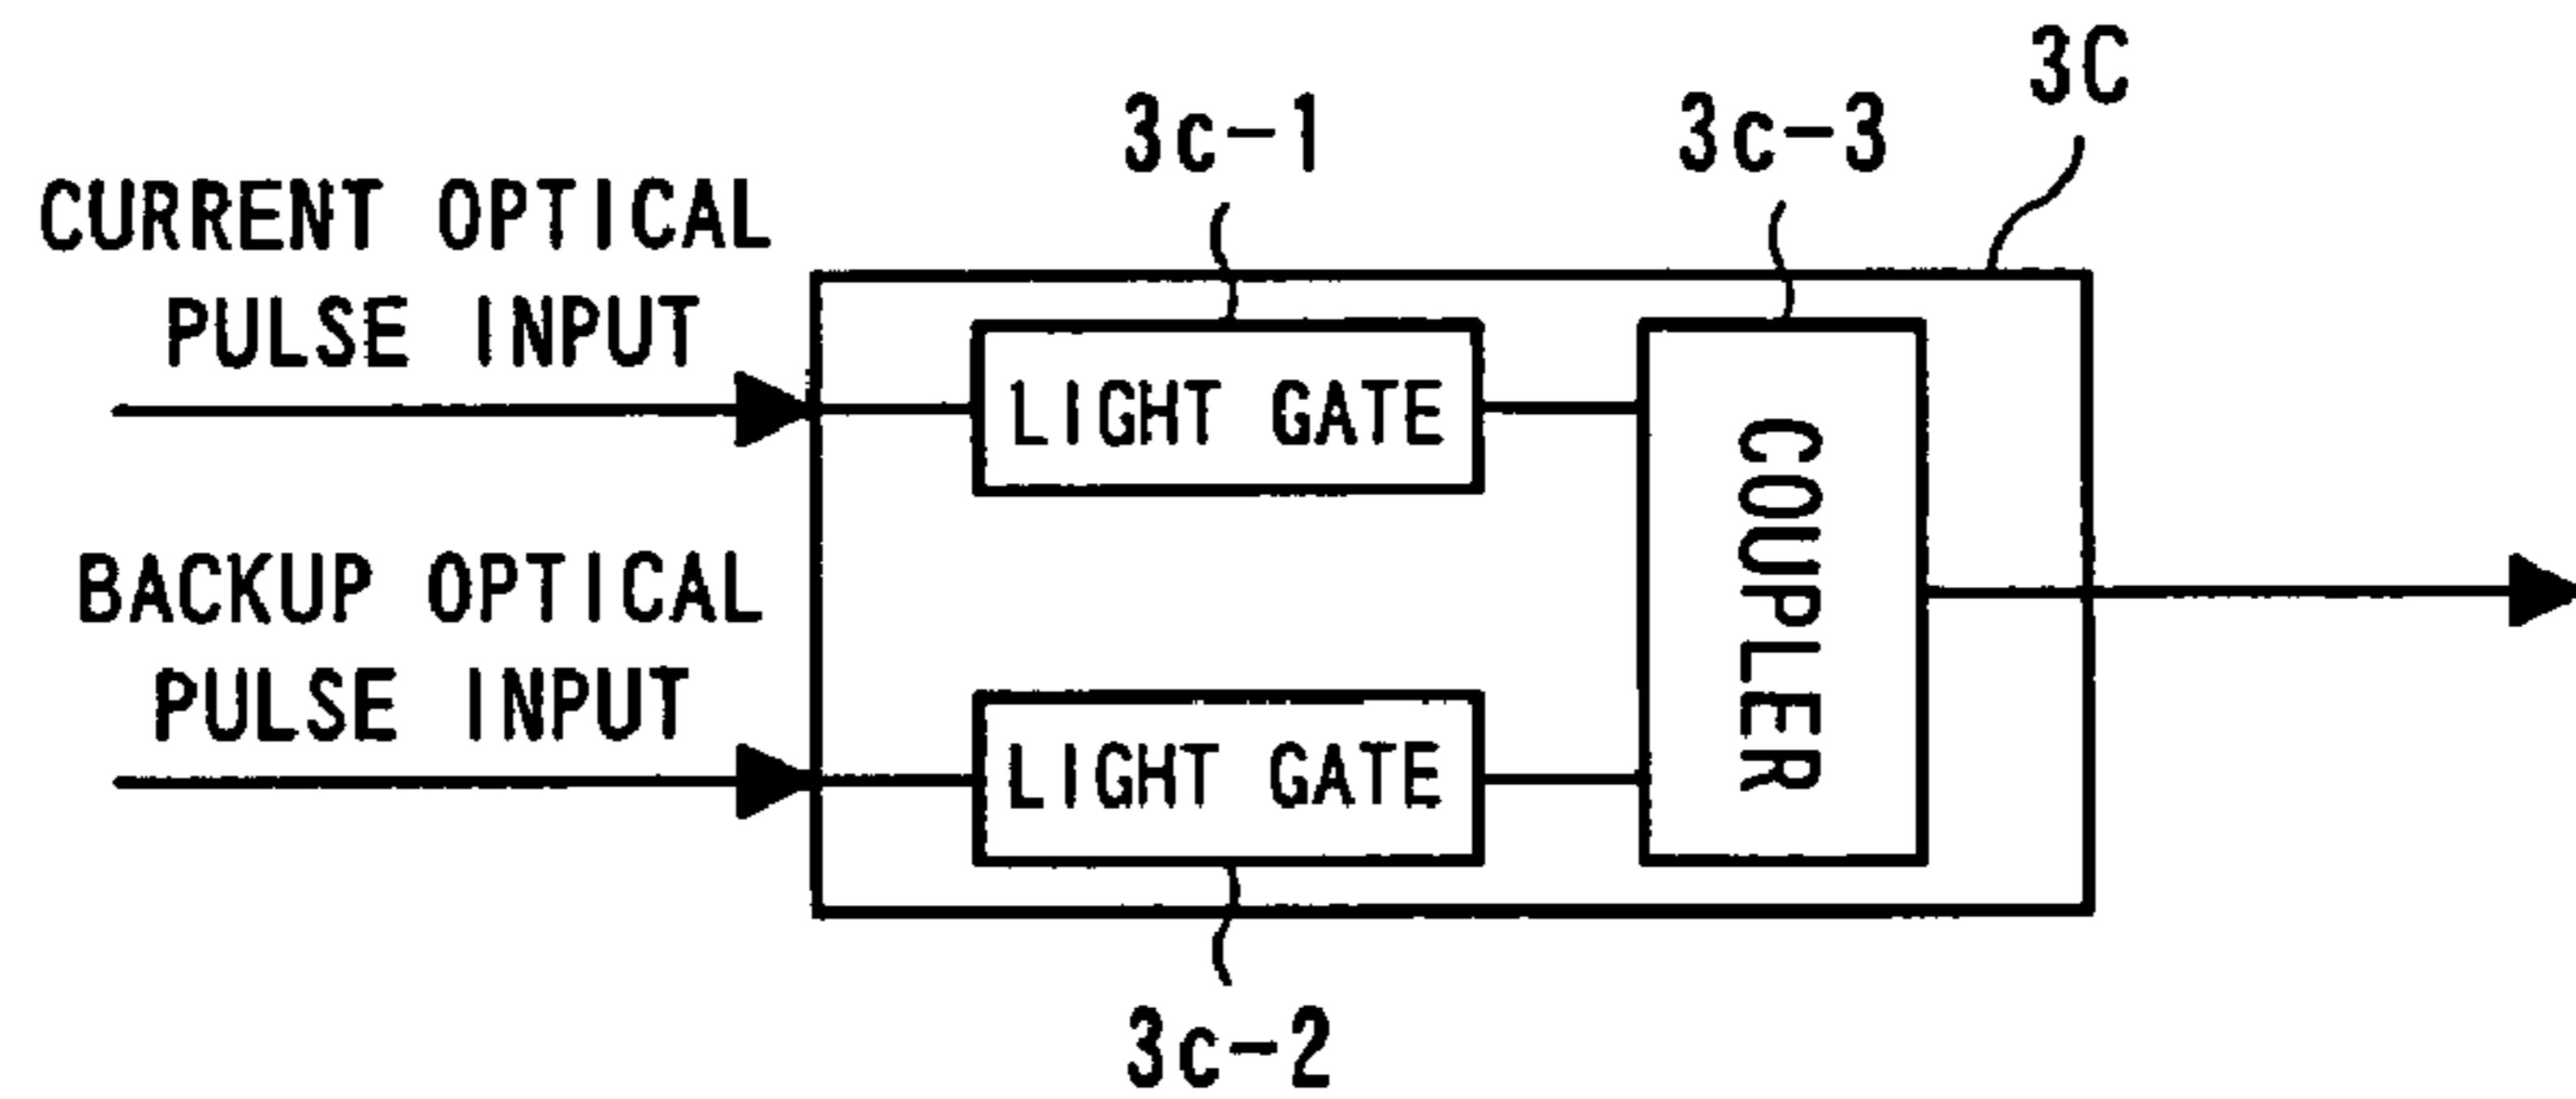 3C
3c-1
3c-3
CURRENT OPTICAL
PULSE INPUT
LIGHT GATE
COUPLER
BACKUP OPTICAL
PULSE INPUT
LIGHT GATE
3c-2